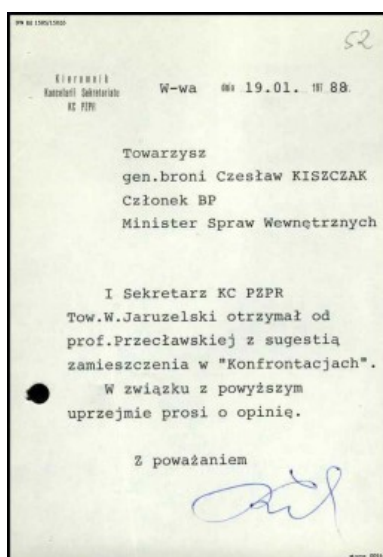 52
Kierownik
Kancelarii Sekretariatu
KC PZPR
W-wa dnia 19.01. 197 88.
Towarzysz
gen.broni Czesław KISZCZAK
Członek BP
Minister Spraw Wewnętrznych
I Sekretarz KC PZPR
Tow.W.Jaruzelski otrzymał od
prof.Przecławskiej z sugestią
zamieszczenia w "Konfrontacjach".
W związku z powyższym
uprzejmie prosi o opinię.
Z poważaniem